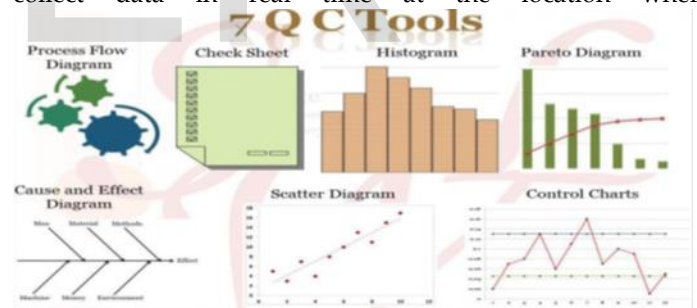 collect data in real time at the location
7 Q C Tools
Process Flow
Diagram
Check Sheet
Histogram
Pareto Diagram
Cause and Effect
Diagram
Man Material Methods
Effect
Machine Money Environment
Scatter Diagram
Control Charts